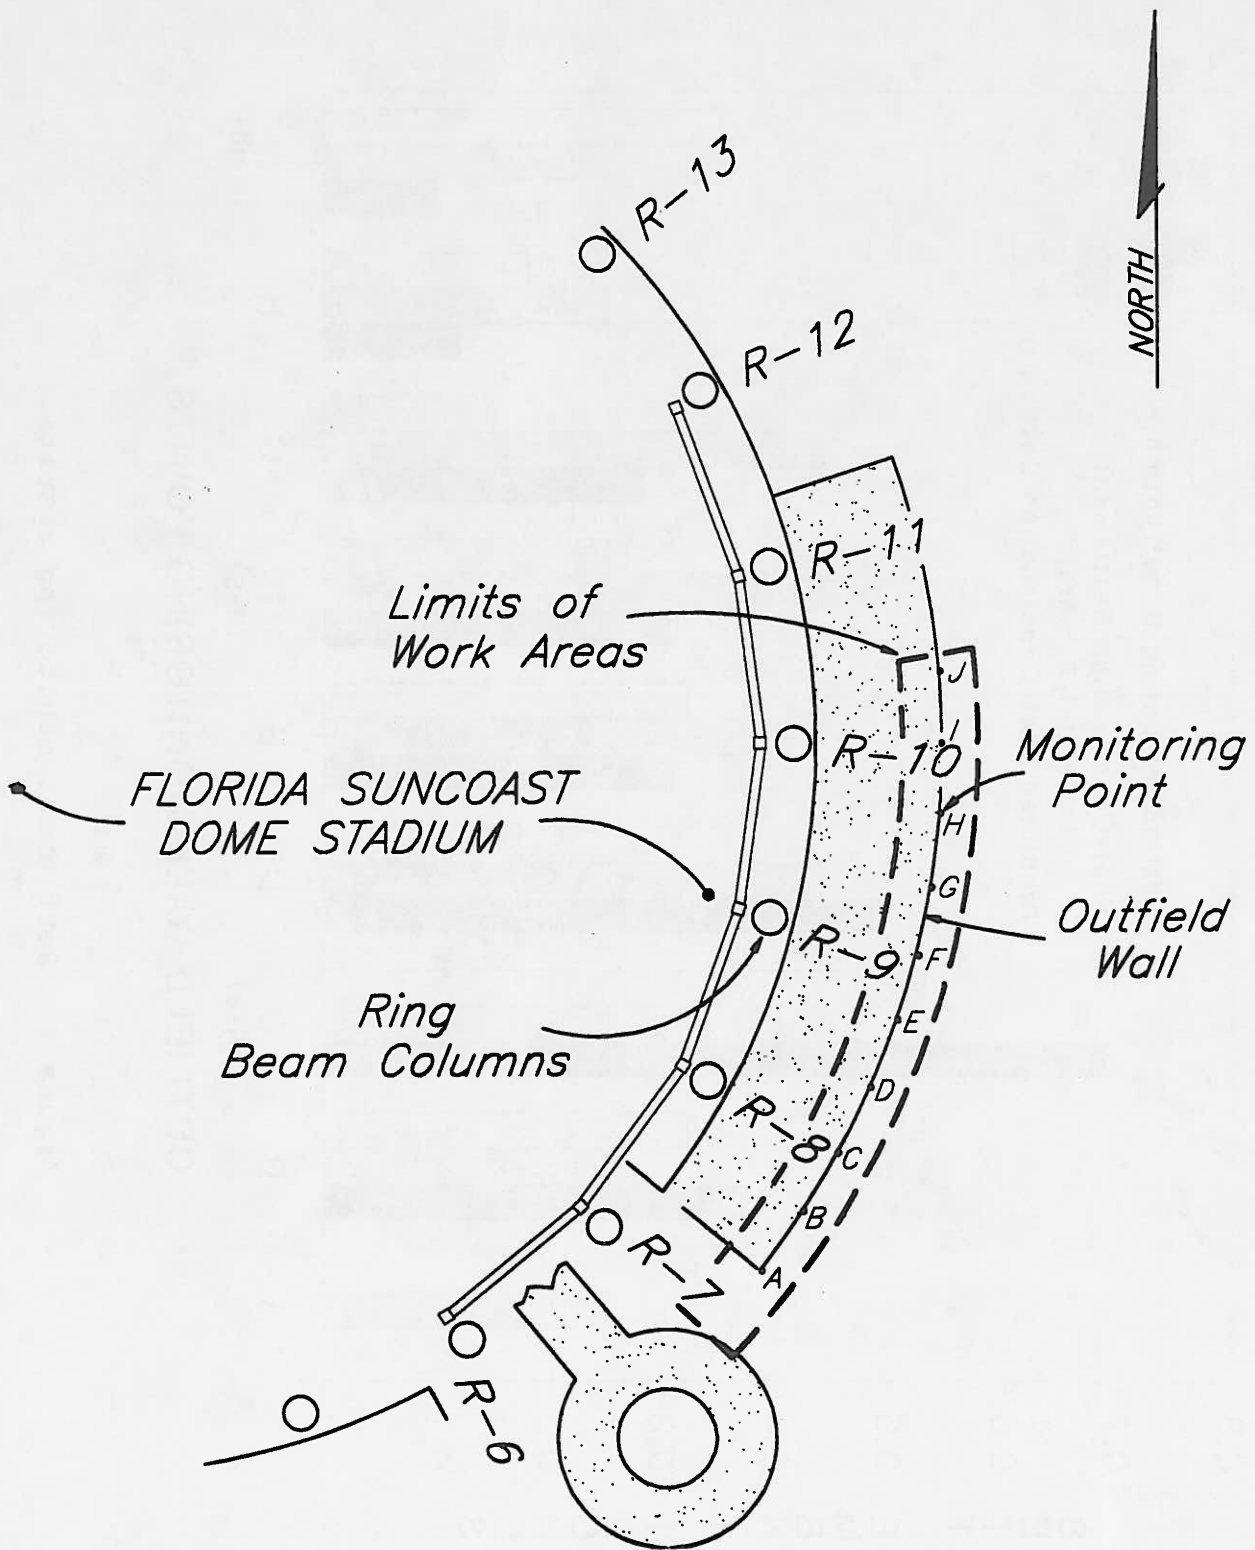 R-13
NORTH
R-12
R-11
Limits of
Work Areas
J
I
R-10
Monitoring
Point
FLORIDA SUNCOAST
DOME STADIUM
H
G
Outfield
Wall
R-9
F
Ring
Beam Columns
E
D
R-8
C
B
R-7
A
R-6